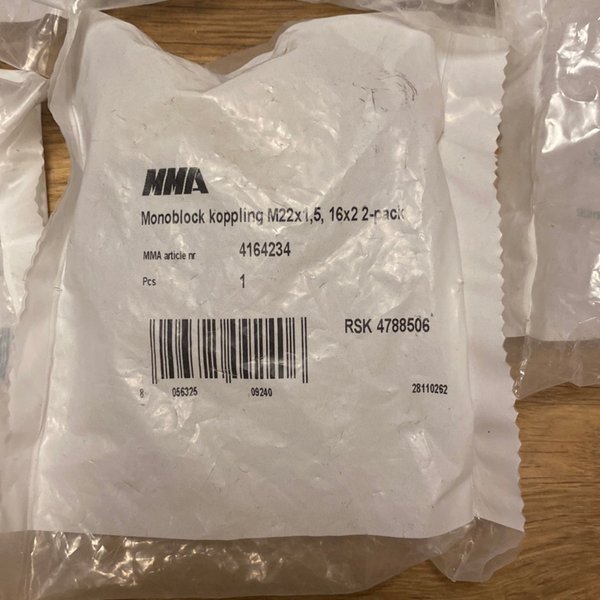 MMA
Monoblock koppling M22x1,5, 16x2 2-pack
MMA article nr 4164234
Pcs 1
RSK 4788506
8 056325 09240 28110262